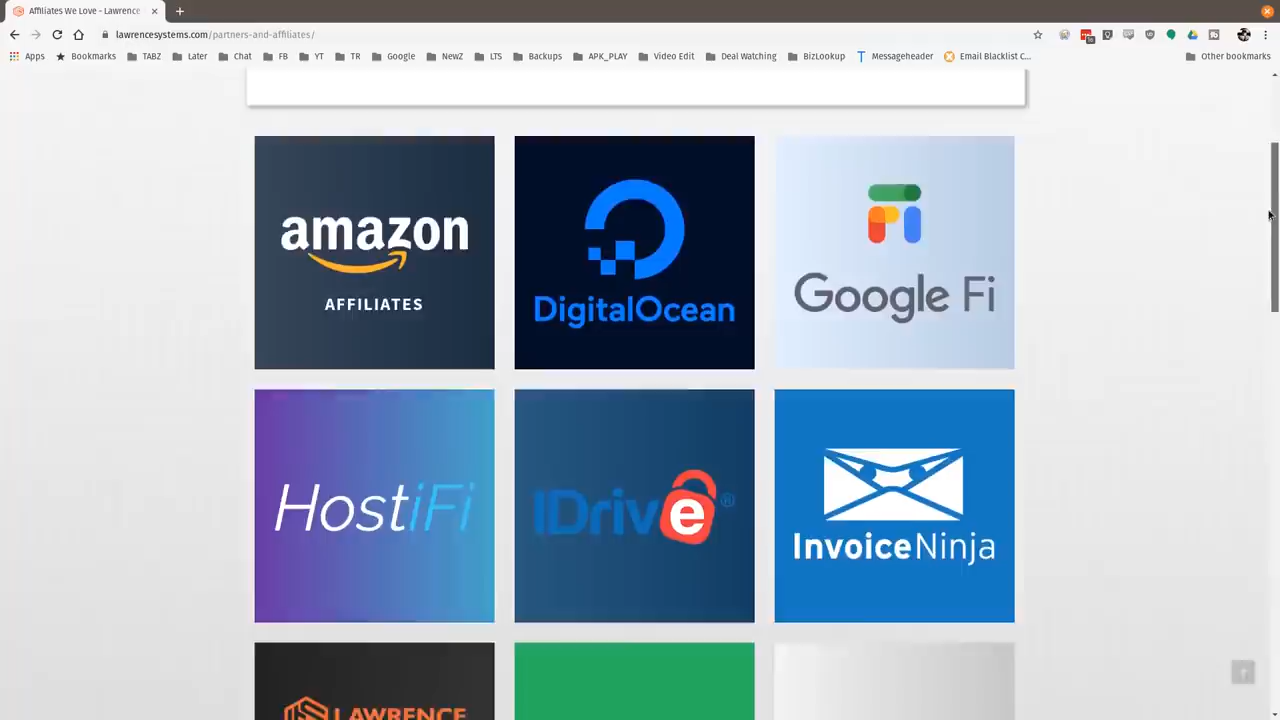 Affiliates We Love - Lawrence
lawrencesystems.com/partners-and-affiliates/
Apps Bookmarks TABZ Later Chat FB YT TR Google NewZ LTS Backups APK_PLAY Video Edit Deal Watching BizLookup Messageheader Email Blacklist C... Other bookmarks
amazon
AFFILIATES
DigitalOcean
Google Fi
HostiFi
IDrive®
InvoiceNinja
LAWRENCE